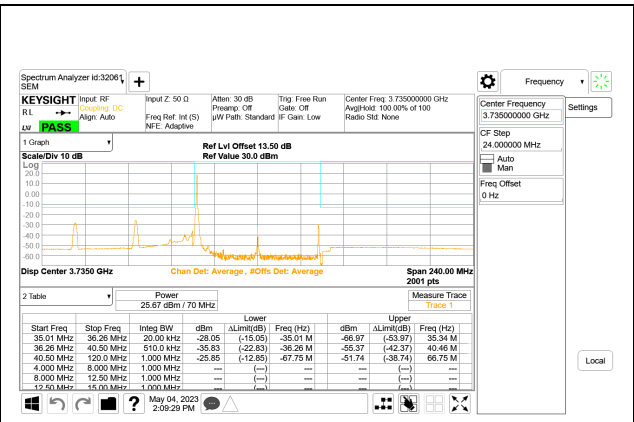 Spectrum Analyzer id:32061
SEM
Frequency
KEYSIGHT
RL
PASS
Input: RF
Coupling: DC
Align: Auto
Input Z: 50 Ω
Freq Ref: Int (S)
NFE: Adaptive
Atten: 30 dB
Preamp: Off
µW Path: Standard
Trig: Free Run
Gate: Off
IF Gain: Low
Center Freq: 3.735000000 GHz
Avg|Hold: 100.00% of 100
Radio Std: None
Center Frequency
3.735000000 GHz
Settings
CF Step
24.000000 MHz
Auto
Man
Freq Offset
0 Hz
Local
1 Graph
Scale/Div 10 dB
Ref Lvl Offset 13.50 dB
Ref Value 30.0 dBm
Log
20.0
10.0
0.00
-10.0
-20.0
-30.0
-40.0
-50.0
-60.0
Disp Center 3.7350 GHz
Chan Det: Average , #Offs Det: Average
Span 240.00 MHz
2001 pts
2 Table
Power
25.67 dBm / 70 MHz
Measure Trace
Trace 1
Lower Upper
Start Freq Stop Freq Integ BW dBm ΔLimit(dB) Freq (Hz) dBm ΔLimit(dB) Freq (Hz)
35.01 MHz 36.26 MHz 20.00 kHz -28.05 (-15.05) -35.01 M -66.97 (-53.97) 35.34 M
36.26 MHz 40.50 MHz 510.0 kHz -35.83 (-22.83) -36.26 M -55.37 (-42.37) 40.46 M
40.50 MHz 120.0 MHz 1.000 MHz -25.85 (-12.85) -67.75 M -51.74 (-38.74) 66.75 M
4.000 MHz 8.000 MHz 1.000 MHz --- (---) --- (---)
8.000 MHz 12.50 MHz 1.000 MHz --- (---) --- (---)
12.50 MHz 15.00 MHz 1.000 MHz --- (---) --- (---)
May 04, 2023
2:09:29 PM